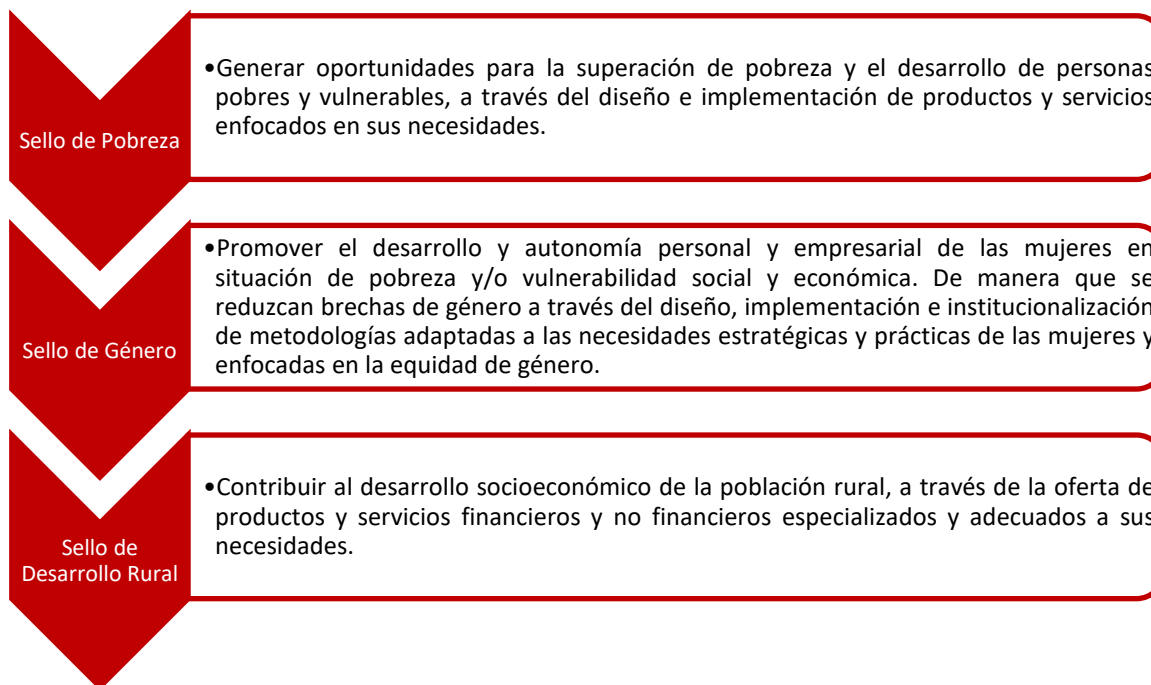 Sello de Pobreza
•Generar oportunidades para la superación de pobreza y el desarrollo de personas
pobres y vulnerables, a través del diseño e implementación de productos y servicios
enfocados en sus necesidades.
Sello de Género
•Promover el desarrollo y autonomía personal y empresarial de las mujeres en
situación de pobreza y/o vulnerabilidad social y económica. De manera que se
reduzcan brechas de género a través del diseño, implementación e institucionalización
de metodologías adaptadas a las necesidades estratégicas y prácticas de las mujeres y
enfocadas en la equidad de género.
Sello de
Desarrollo Rural
•Contribuir al desarrollo socioeconómico de la población rural, a través de la oferta de
productos y servicios financieros y no financieros especializados y adecuados a sus
necesidades.